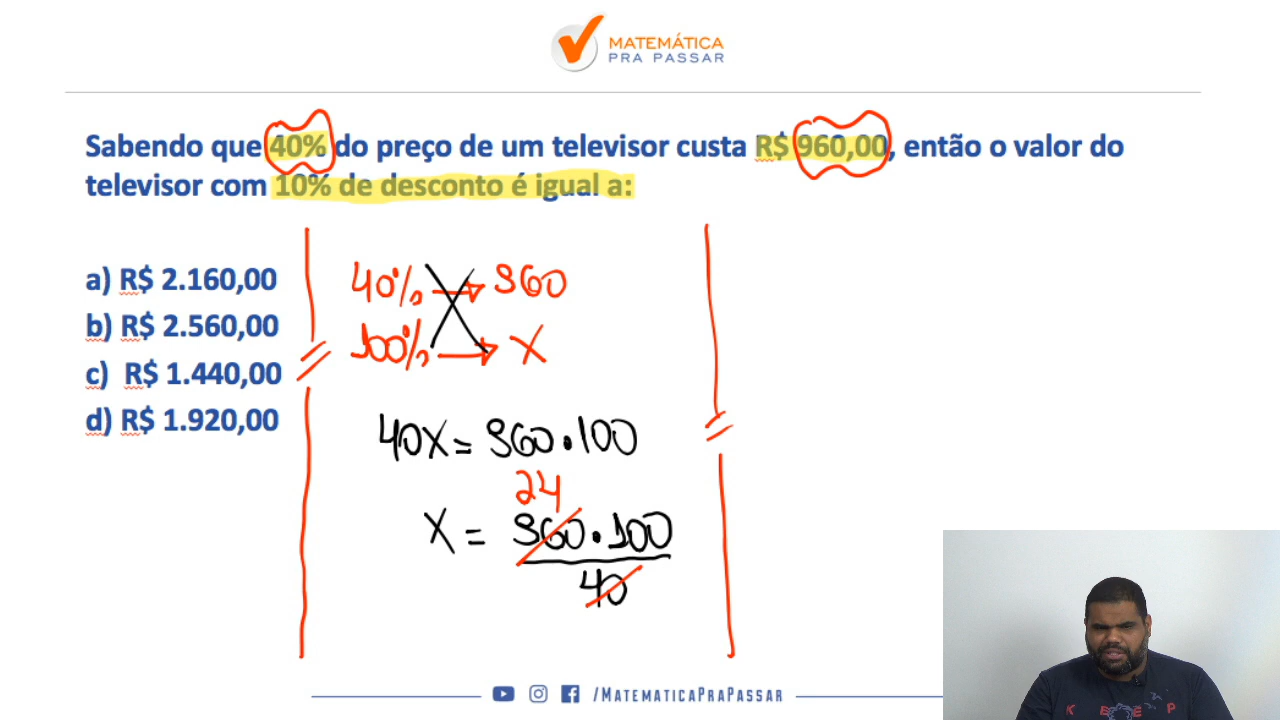 MATEMÁTICA
PRA PASSAR
Sabendo que 40% do preço de um televisor custa R$ 960,00, então o valor do
televisor com 10% de desconto é igual a:
a) R$ 2.160,00
b) R$ 2.560,00
c) R$ 1.440,00
d) R$ 1.920,00
40% → 960
100% → X
40X = 960.100
24
X = 960.100
40
/MATEMATICAPRAPASSAR
K E E P